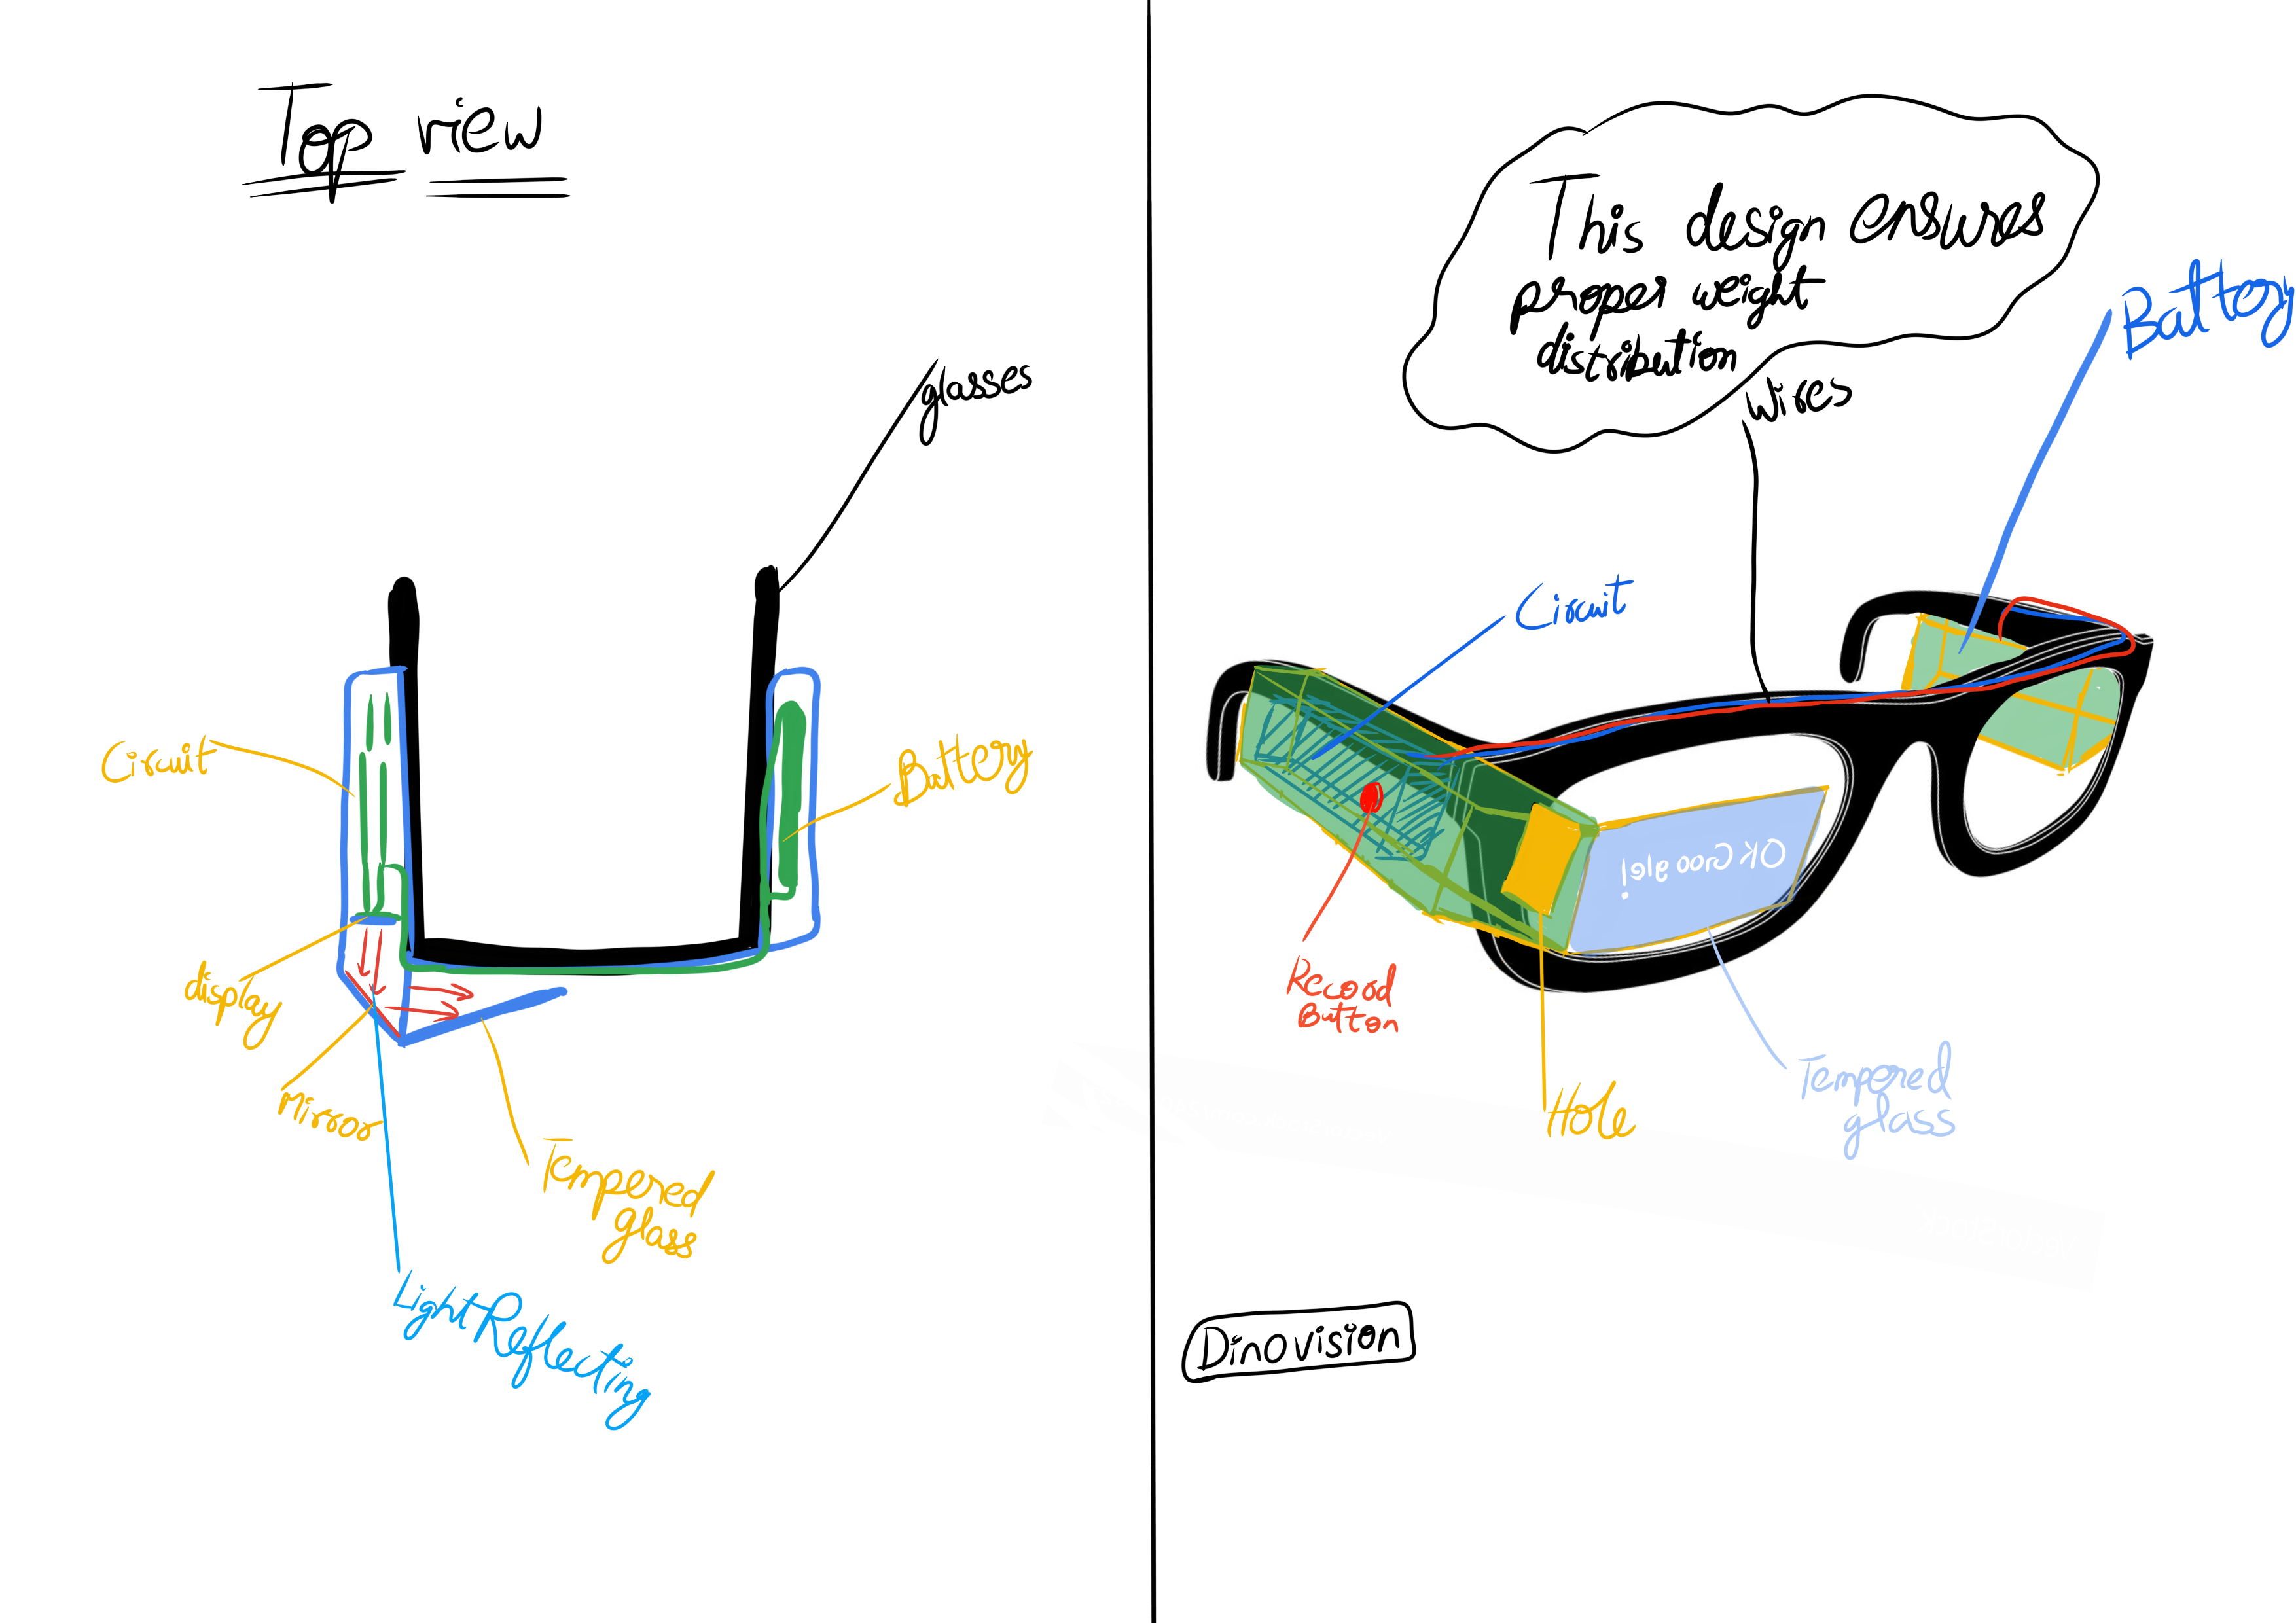 Top view
glasses
Circuit
Battery
display
Mirror
Tempered
glass
Light Reflecting
This design ensures
proper weight
distribution
Wires
Battery
Circuit
OK Google!
Record
Button
Hole
Tempered
glass
Dinovision